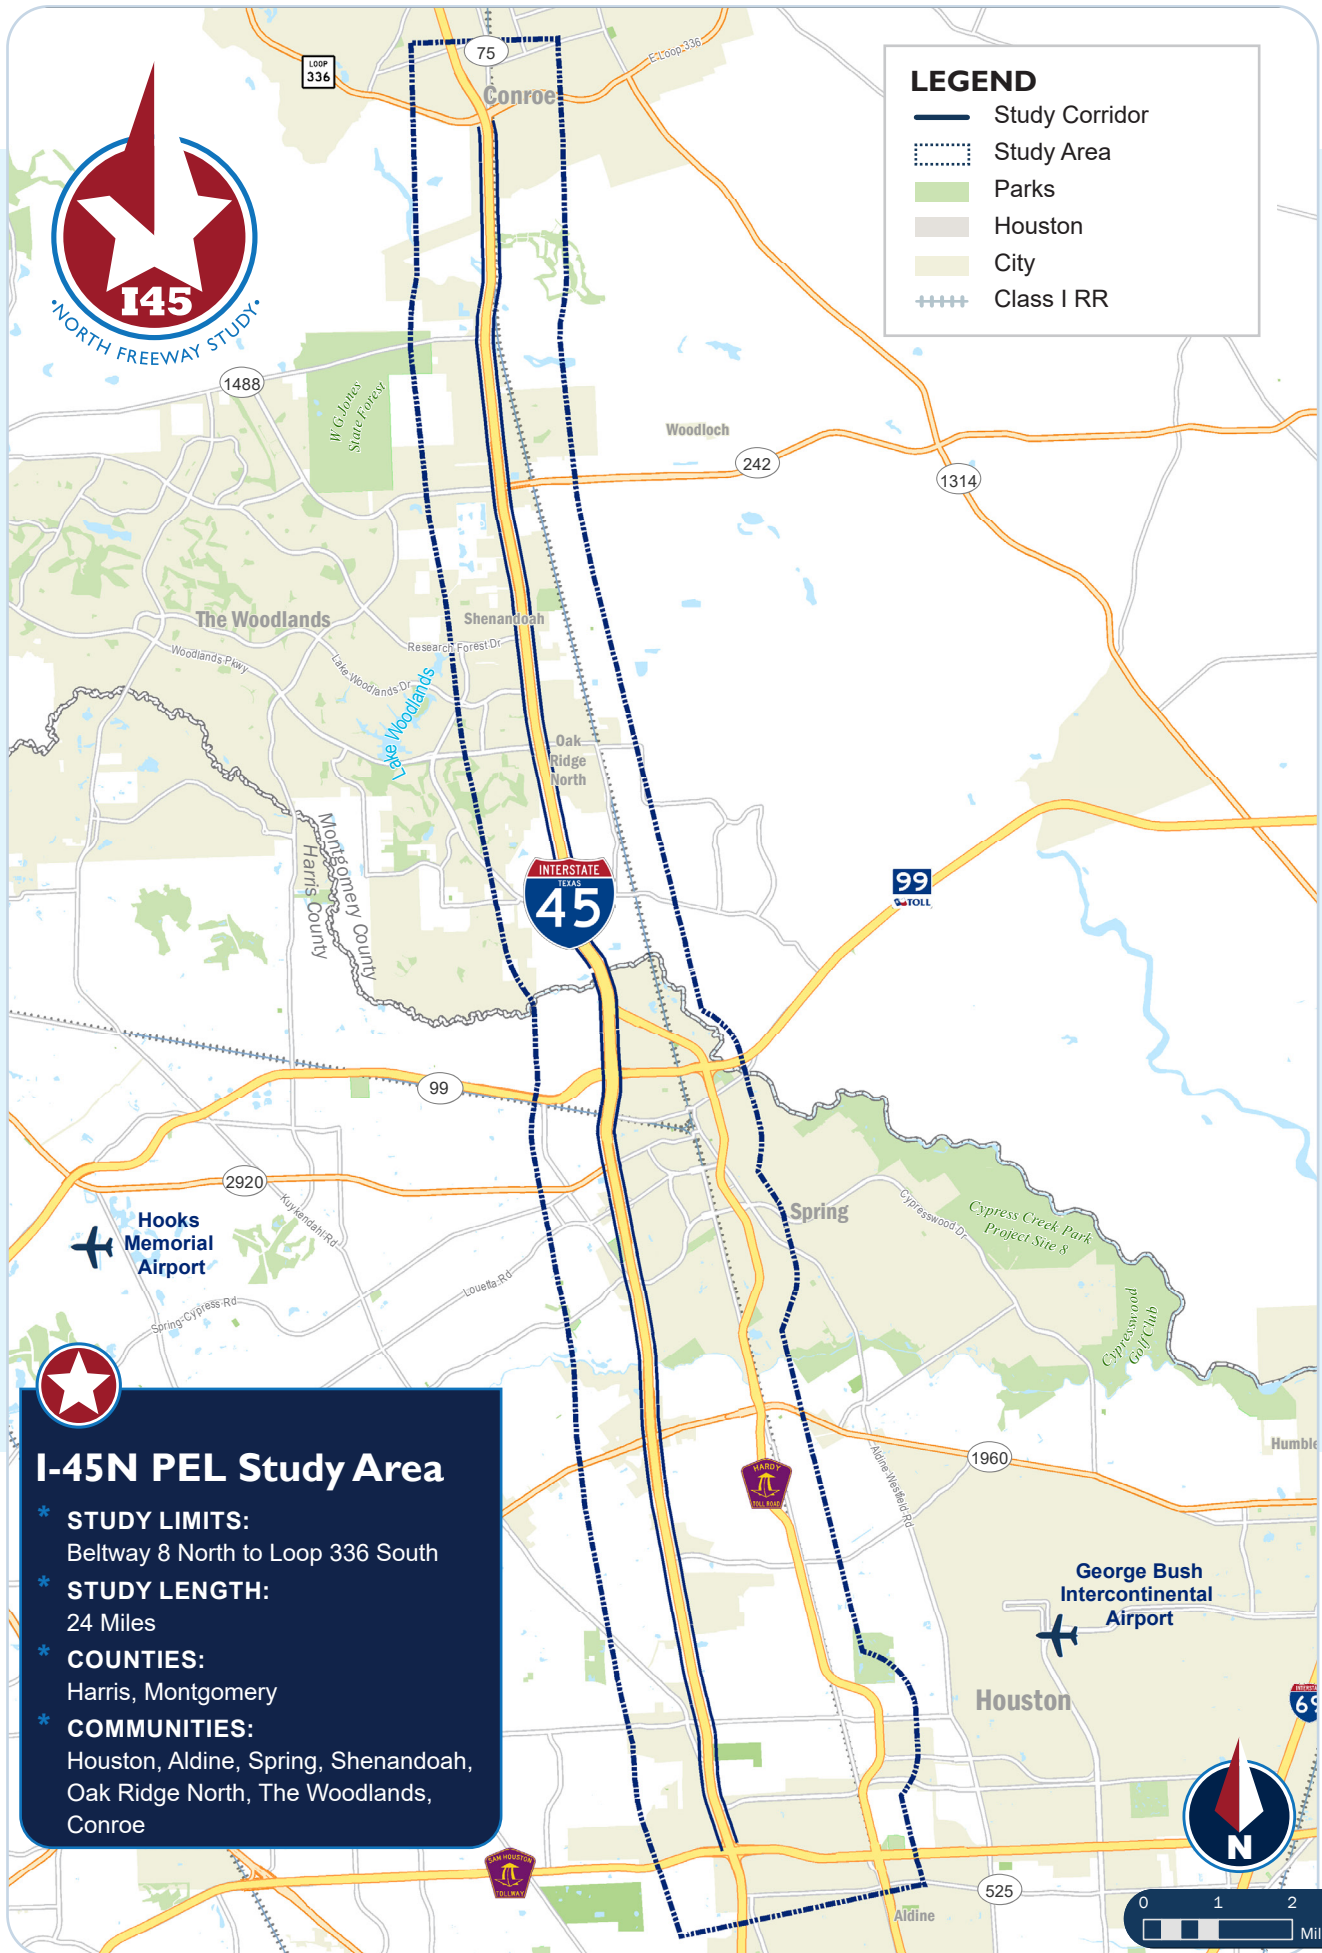 LOOP
336
75
E Loop 336
Conroe
LEGEND
Study Corridor
Study Area
Parks
Houston
City
Class I RR
I45
•NORTH FREEWAY STUDY•
1488
W G Jones
State Forest
Woodloch
242
1314
The Woodlands
Shenandoah
Research Forest Dr
Woodlands Pkwy
Lake Woodlands Dr
Lake Woodlands
Oak
Ridge
North
Montgomery County
Harris County
INTERSTATE
TEXAS
45
99
TOLL
99
2920
Kuykendahl Rd
Hooks
Memorial
Airport
Spring
Cypresswood Dr
Cypress Creek Park
Project Site 8
Louetta Rd
Spring-Cypress Rd
Cypresswood
Golf Club
Humble
1960
Aldine Westfield Rd
HARDY
TOLL ROAD
I-45N PEL Study Area
* STUDY LIMITS:
Beltway 8 North to Loop 336 South
* STUDY LENGTH:
24 Miles
* COUNTIES:
Harris, Montgomery
* COMMUNITIES:
Houston, Aldine, Spring, Shenandoah,
Oak Ridge North, The Woodlands,
Conroe
George Bush
Intercontinental
Airport
Houston
69
N
SAM HOUSTON
TOLLWAY
525
Aldine
0 1 2
Mil